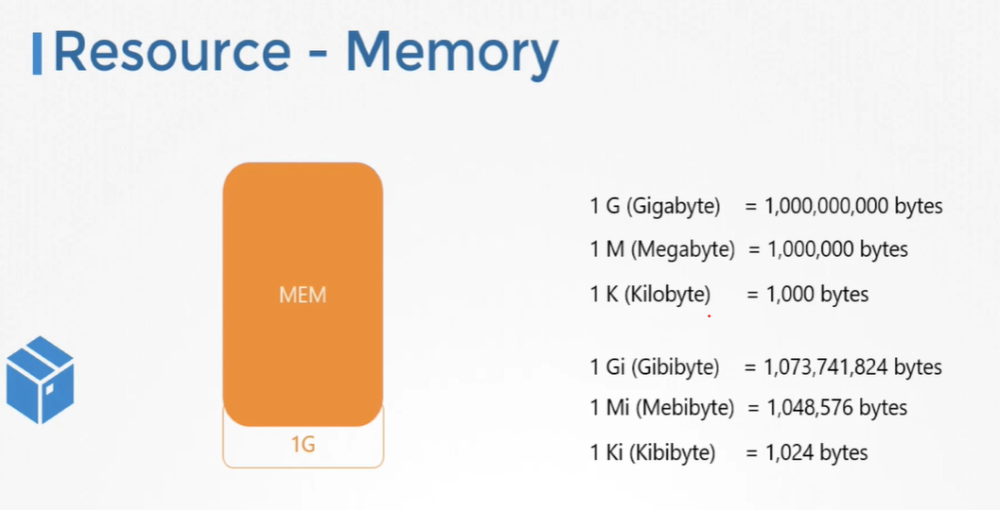 Resource - Memory
MEM
1G
1 G (Gigabyte) = 1,000,000,000 bytes
1 M (Megabyte) = 1,000,000 bytes
1 K (Kilobyte) = 1,000 bytes
1 Gi (Gibibyte) = 1,073,741,824 bytes
1 Mi (Mebibyte) = 1,048,576 bytes
1 Ki (Kibibyte) = 1,024 bytes